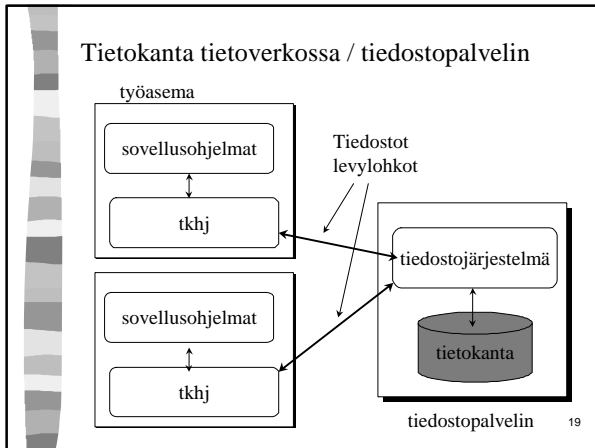 Tietokanta tietoverkossa / tiedostopalvelin
työasema
sovellusohjelmat
tkhj
Tiedostot
levylohkot
tiedostojärjestelmä
tietokanta
sovellusohjelmat
tkhj
tiedostopalvelin
19